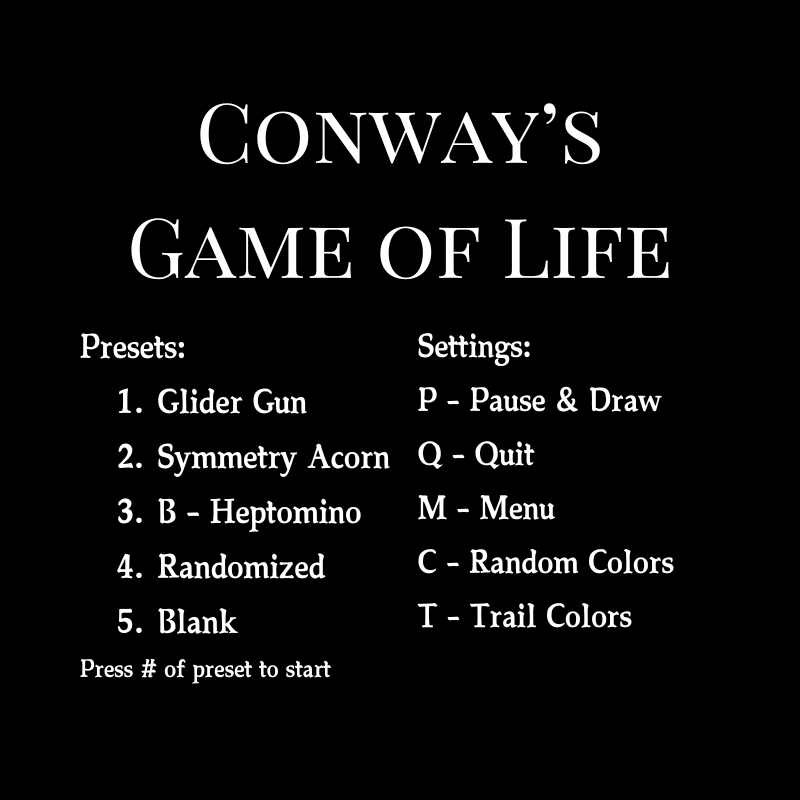 Conway's
Game of Life
Presets:
1. Glider Gun
2. Symmetry Acorn
3. B - Heptomino
4. Randomized
5. Blank
Press # of preset to start
Settings:
P - Pause & Draw
Q - Quit
M - Menu
C - Random Colors
T - Trail Colors